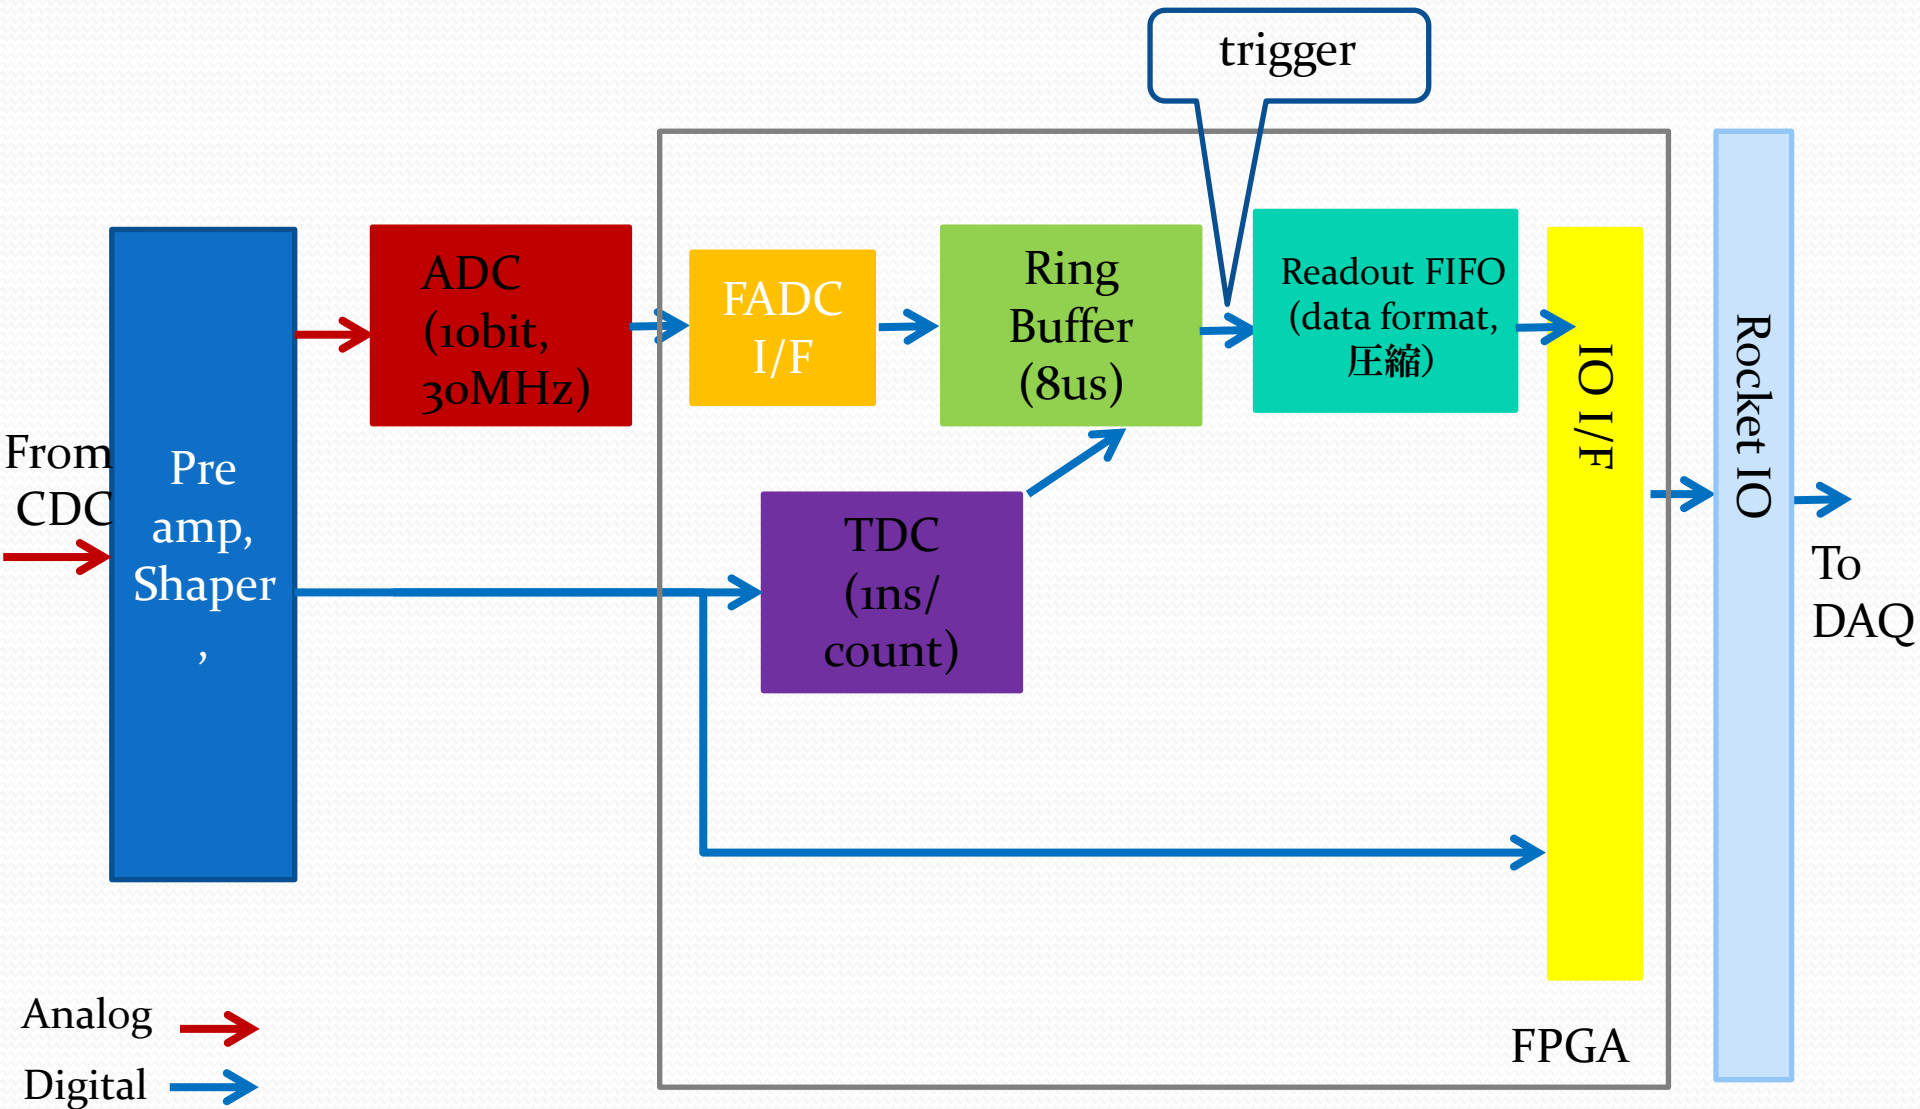 trigger
From
CDC
Pre
amp,
Shaper
,
ADC
(10bit,
30MHz)
FADC
I/F
Ring
Buffer
(8us)
Readout FIFO
(data format,
圧縮)
TDC
(1ns/
count)
IO I/F
Rocket IO
To
DAQ
FPGA
Analog
Digital